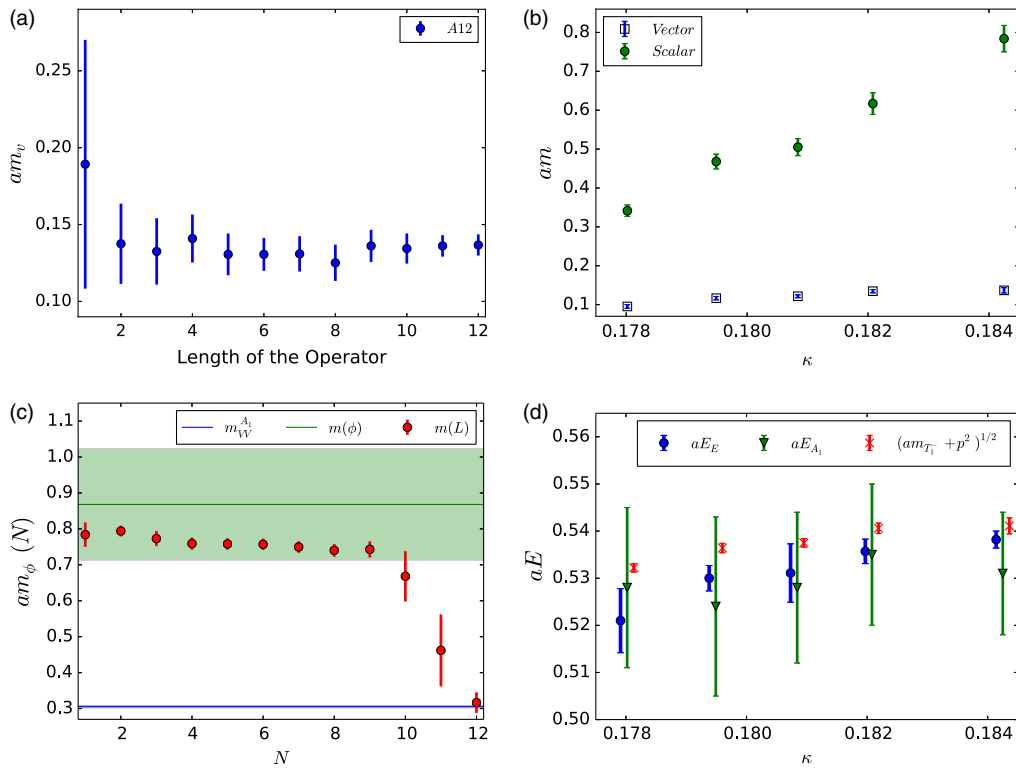 (a)
A12
0.25
0.20
0.15
0.10
am_v
2 4 6 8 10 12
Length of the Operator
(b)
Vector
Scalar
0.8
0.7
0.6
0.5
0.4
0.3
0.2
0.1
am
0.178 0.180 0.182 0.184
κ
(c)
m_{VV}^{A_1} m(ϕ) m(L)
1.1
1.0
0.9
0.8
0.7
0.6
0.5
0.4
0.3
am_ϕ (N)
2 4 6 8 10 12
N
(d)
aE_E aE_{A_1} (am_{T_1^-} + p^2)^{1/2}
0.56
0.55
0.54
0.53
0.52
0.51
0.50
aE
0.178 0.180 0.182 0.184
κ